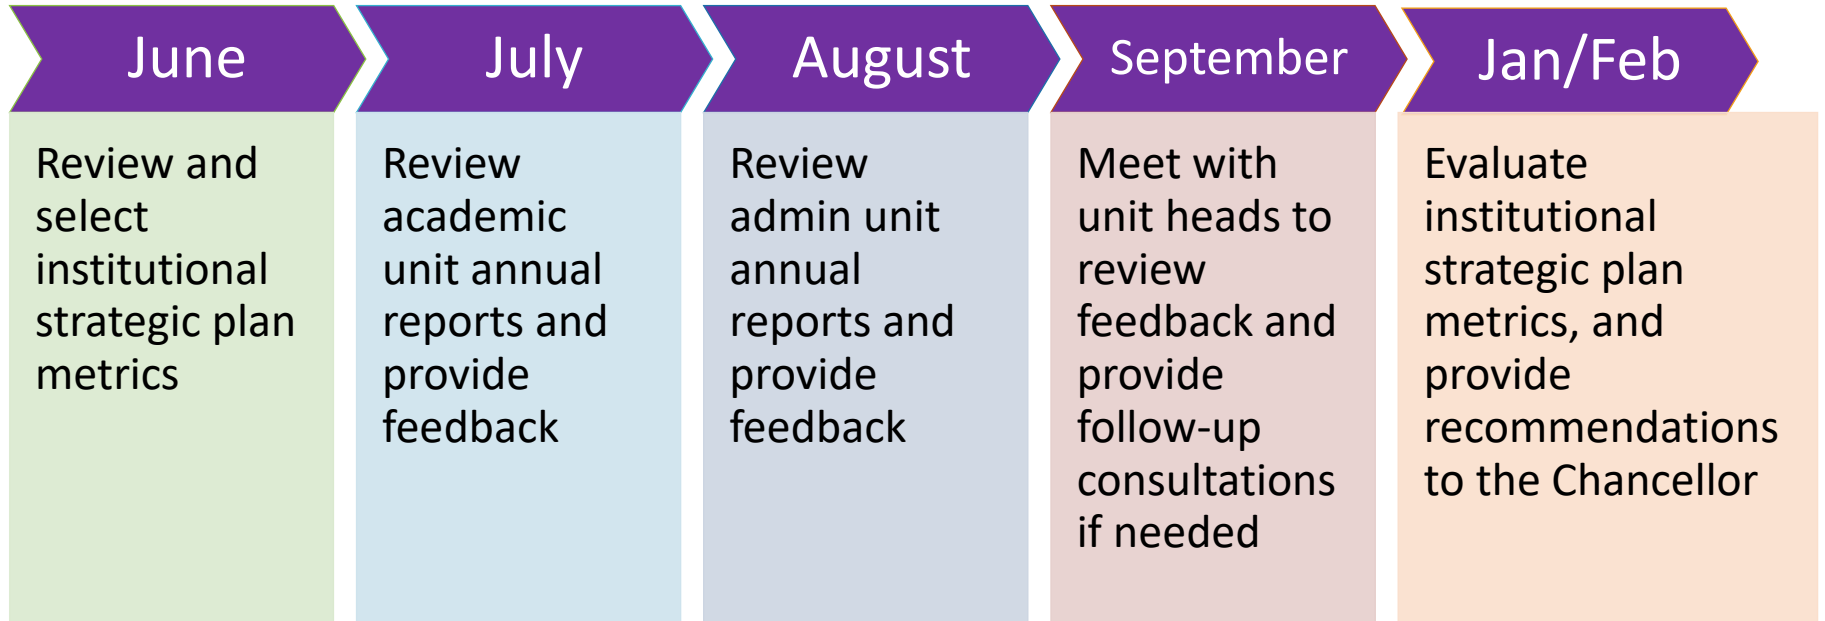 June
Review and
select
institutional
strategic plan
metrics
July
Review
academic
unit annual
reports and
provide
feedback
August
Review
admin unit
annual
reports and
provide
feedback
September
Meet with
unit heads to
review
feedback and
provide
follow-up
consultations
if needed
Jan/Feb
Evaluate
institutional
strategic plan
metrics, and
provide
recommendations
to the Chancellor